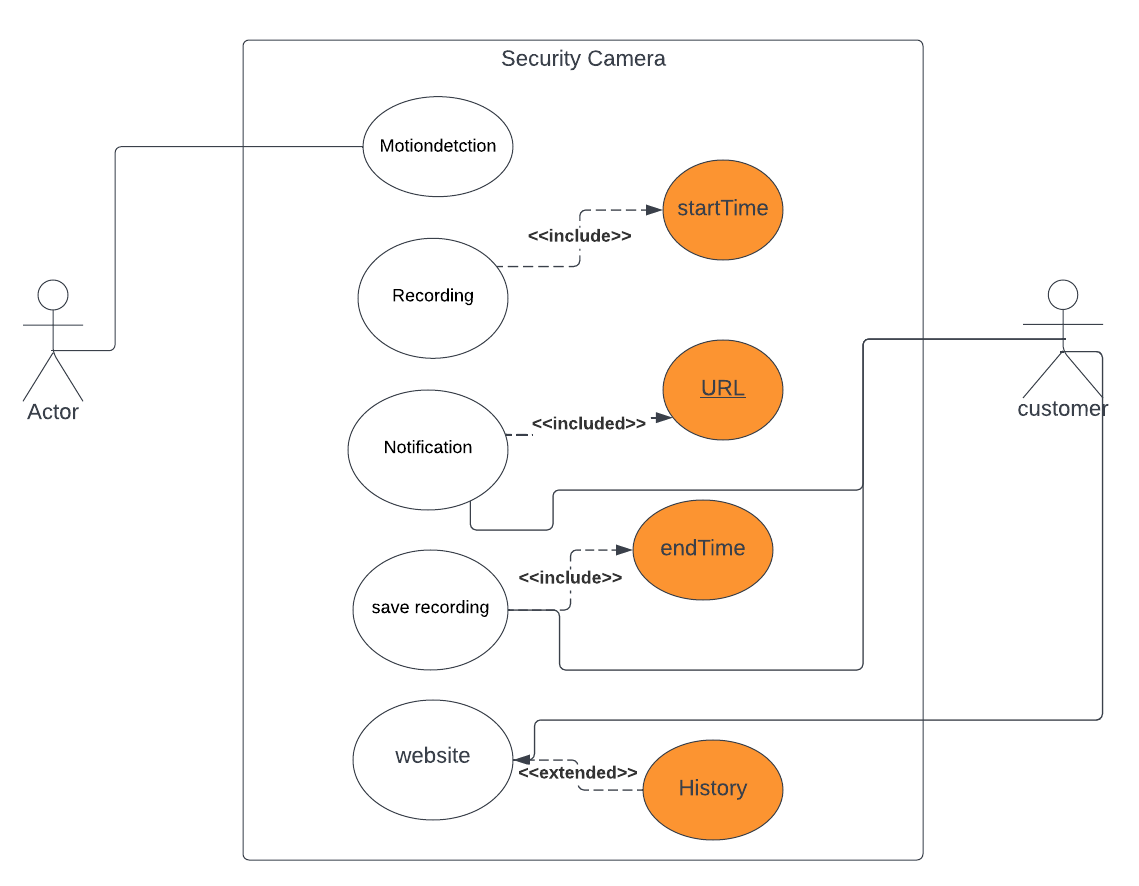 Security Camera
Motiondetction
startTime
<<include>>
Recording
URL
<<included>>
Notification
Actor
customer
endTime
<<include>>
save recording
website
<<extended>>
History